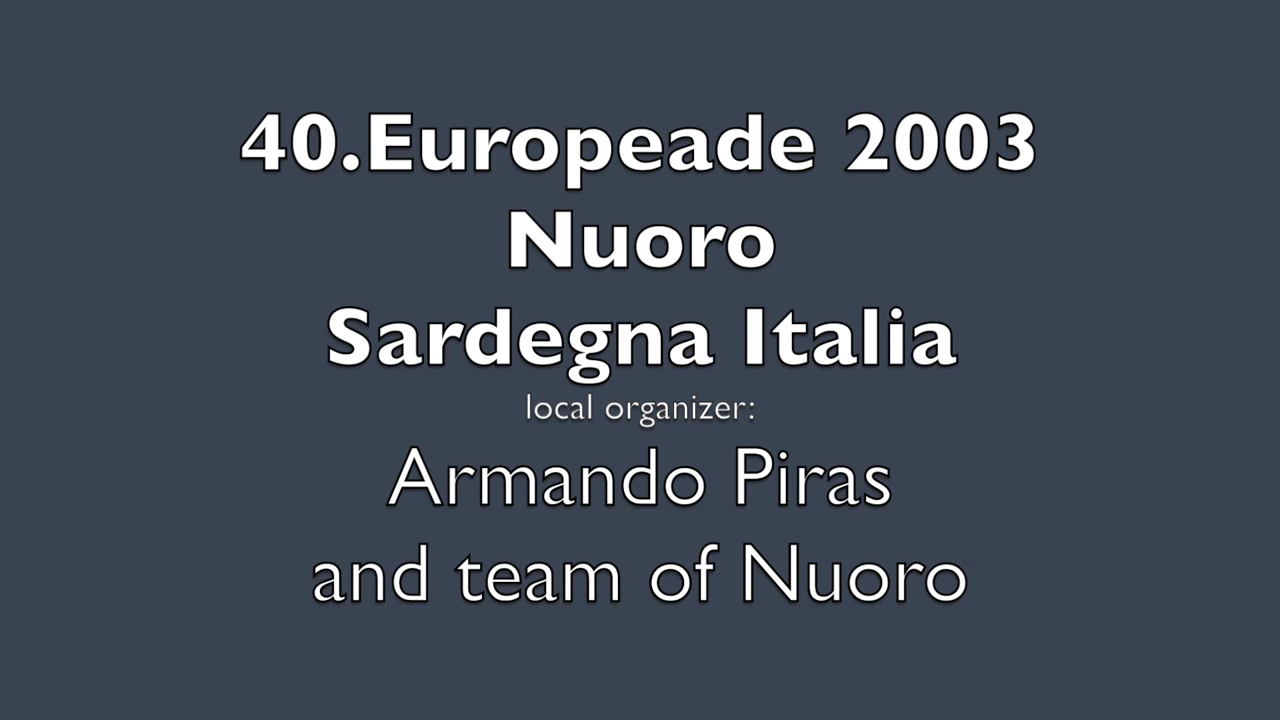 40.Europeade 2003
Nuoro
Sardegna Italia
local organizer:
Armando Piras
and team of Nuoro